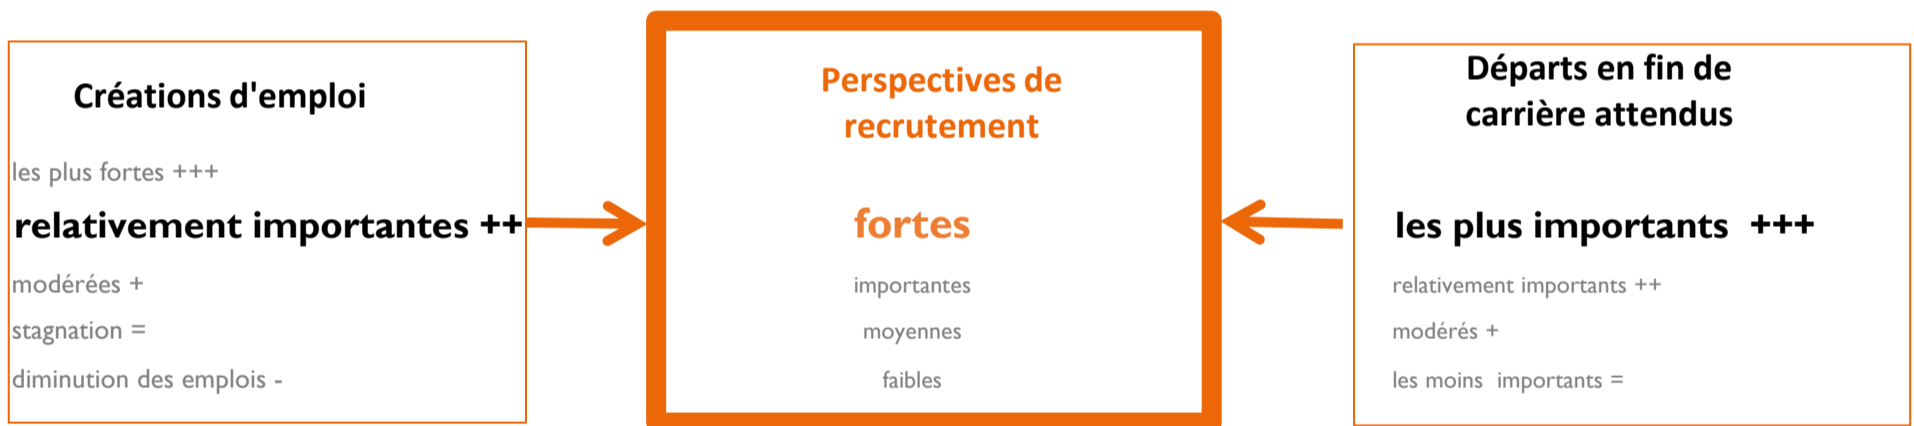 Créations d'emploi
les plus fortes +++
relativement importantes ++
modérées +
stagnation =
diminution des emplois -
Perspectives de
recrutement
fortes
importantes
moyennes
faibles
Départs en fin de
carrière attendus
les plus importants +++
relativement importants ++
modérés +
les moins importants =